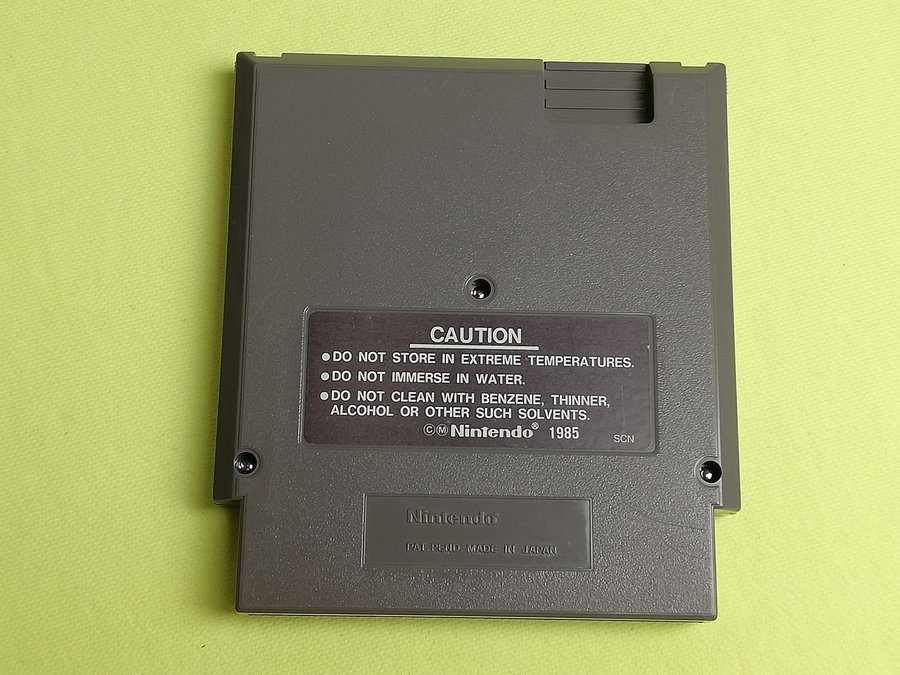 CAUTION
●DO NOT STORE IN EXTREME TEMPERATURES.
●DO NOT IMMERSE IN WATER.
●DO NOT CLEAN WITH BENZENE, THINNER,
ALCOHOL OR OTHER SUCH SOLVENTS.
ⒸⓂNintendo® 1985 SCN
Nintendo®
PAT. PEND. MADE IN JAPAN